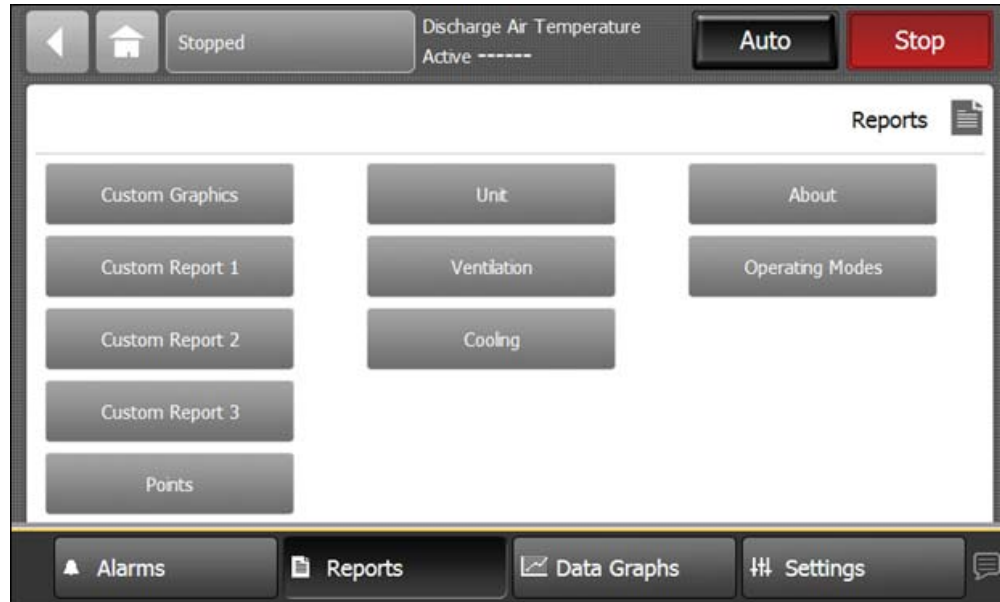 Stopped
Discharge Air Temperature
Active ------
Auto
Stop
Reports
Custom Graphics
Unit
About
Custom Report 1
Ventilation
Operating Modes
Custom Report 2
Cooling
Custom Report 3
Points
Alarms
Reports
Data Graphs
Settings